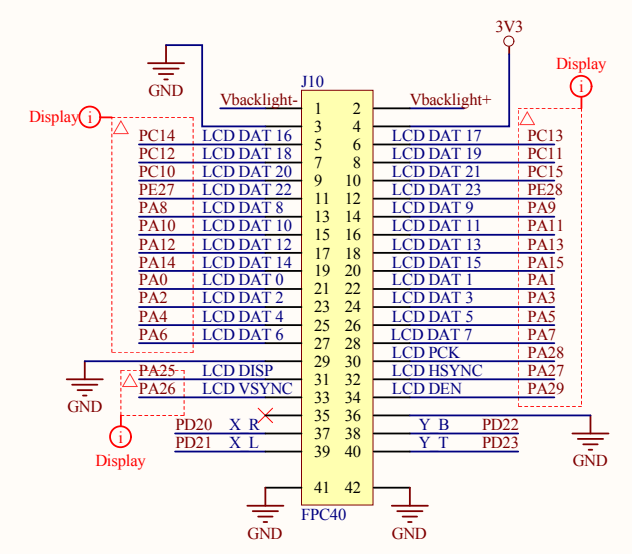 3V3
Display
i
J10
GND
Vbacklight- 1 2 Vbacklight+
Display i
3 4
PC14 LCD DAT 16 5 6 LCD DAT 17 PC13
PC12 LCD DAT 18 7 8 LCD DAT 19 PC11
PC10 LCD DAT 20 9 10 LCD DAT 21 PC15
PE27 LCD DAT 22 11 12 LCD DAT 23 PE28
PA8 LCD DAT 8 13 14 LCD DAT 9 PA9
PA10 LCD DAT 10 15 16 LCD DAT 11 PA11
PA12 LCD DAT 12 17 18 LCD DAT 13 PA13
PA14 LCD DAT 14 19 20 LCD DAT 15 PA15
PA0 LCD DAT 0 21 22 LCD DAT 1 PA1
PA2 LCD DAT 2 23 24 LCD DAT 3 PA3
PA4 LCD DAT 4 25 26 LCD DAT 5 PA5
PA6 LCD DAT 6 27 28 LCD DAT 7 PA7
29 30 LCD PCK PA28
PA25 LCD DISP 31 32 LCD HSYNC PA27
PA26 LCD VSYNC 33 34 LCD DEN PA29
GND
35 36
PD20 X R 37 38 Y B PD22
i
PD21 X L 39 40 Y T PD23
Display
GND
41 42
FPC40
GND
GND